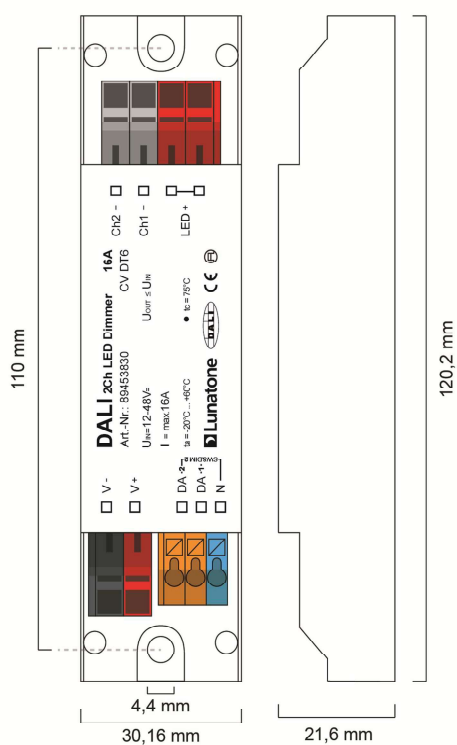 Ch2 -
Ch1 -
LED +
DALI 2Ch LED Dimmer 16A
Art.-Nr.: 89453830 CV DT6
UIN=12-48V= UOUT ≤ UIN
I = max.16A
ta = -20°C ... +60°C • tc = 75°C
Lunatone DALI CE
V -
V+
DA -2-
DA -1-
N
110 mm
120,2 mm
4,4 mm
30,16 mm
21,6 mm